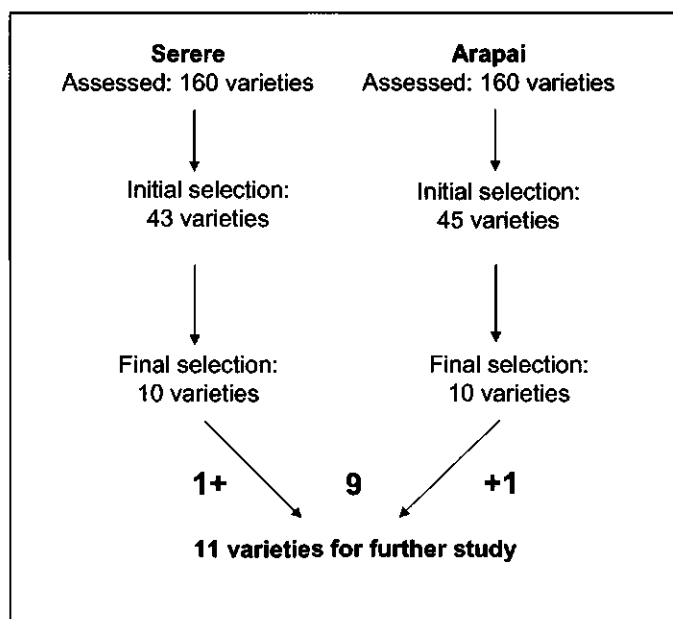 Serere
Assessed: 160 varieties
Arapai
Assessed: 160 varieties
Initial selection:
43 varieties
Initial selection:
45 varieties
Final selection:
10 varieties
Final selection:
10 varieties
1+ 9 +1
11 varieties for further study